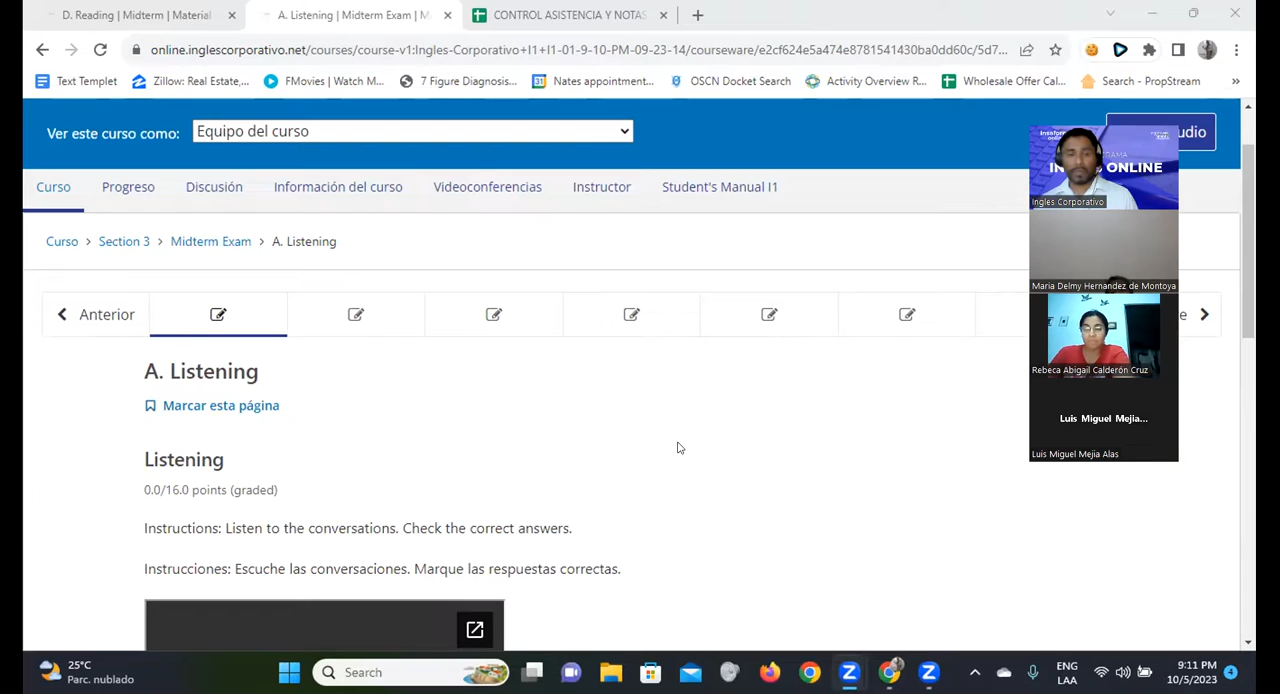 D. Reading | Midterm | Material
A. Listening | Midterm Exam | M
CONTROL ASISTENCIA Y NOTAS
online.inglescorporativo.net/courses/course-v1:Ingles-Corporativo+I1+I1-01-9-10-PM-09-23-14/courseware/e2cf624e5a474e8781541430ba0dd60c/5d7...
Text Templet
Zillow: Real Estate,...
FMovies | Watch M...
7 Figure Diagnosis...
31 Nates appointment...
OSCN Docket Search
Activity Overview R...
Wholesale Offer Cal...
Search - PropStream
»
Ver este curso como:
Equipo del curso
udio
Curso
Progreso
Discusión
Información del curso
Videoconferencias
Instructor
Student's Manual I1
ONLINE
Ingles Corporativo
Curso > Section 3 > Midterm Exam > A. Listening
Maria Delmy Hernandez de Montoya
Anterior
e
A. Listening
Rebeca Abigail Calderón Cruz
Marcar esta página
Luis Miguel Mejia...
Luis Miguel Mejia Alas
Listening
0.0/16.0 points (graded)
Instructions: Listen to the conversations. Check the correct answers.
Instrucciones: Escuche las conversaciones. Marque las respuestas correctas.
25°C
Parc. nublado
Search
ENG
LAA
9:11 PM
10/5/2023
4